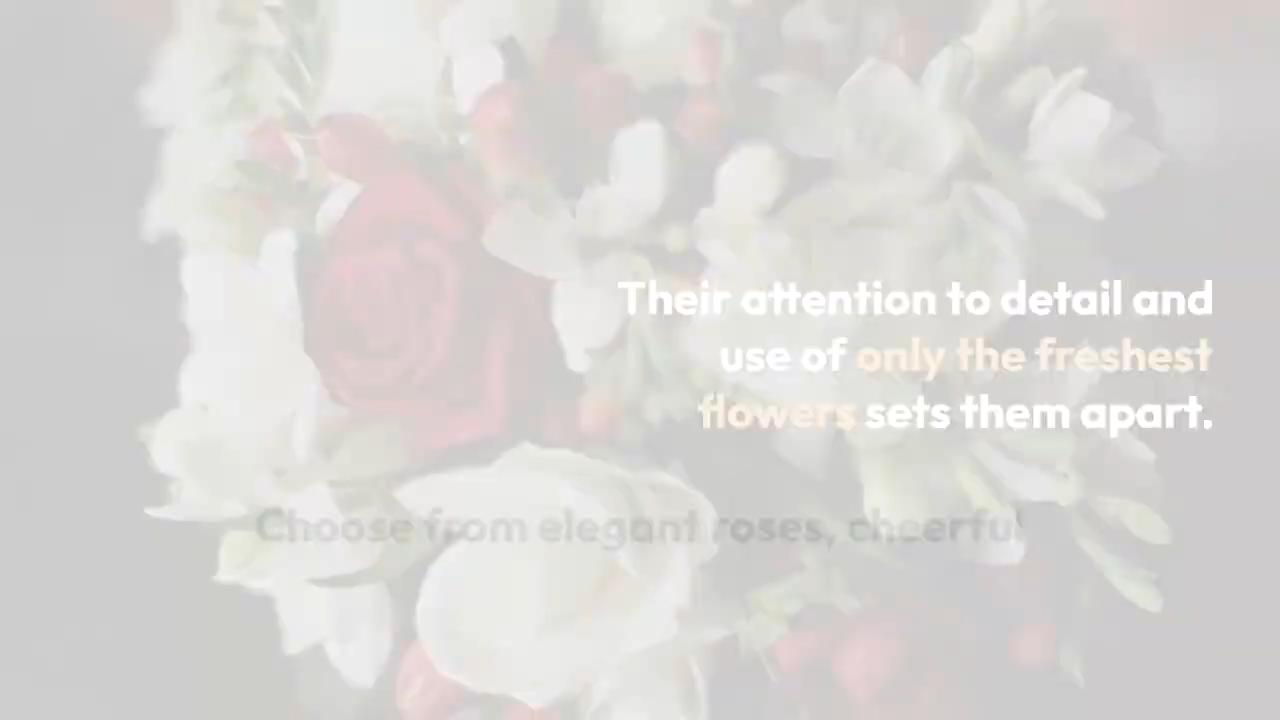 Their attention to detail and
use of only the freshest
flowers sets them apart.
Choose from elegant roses, cheerful